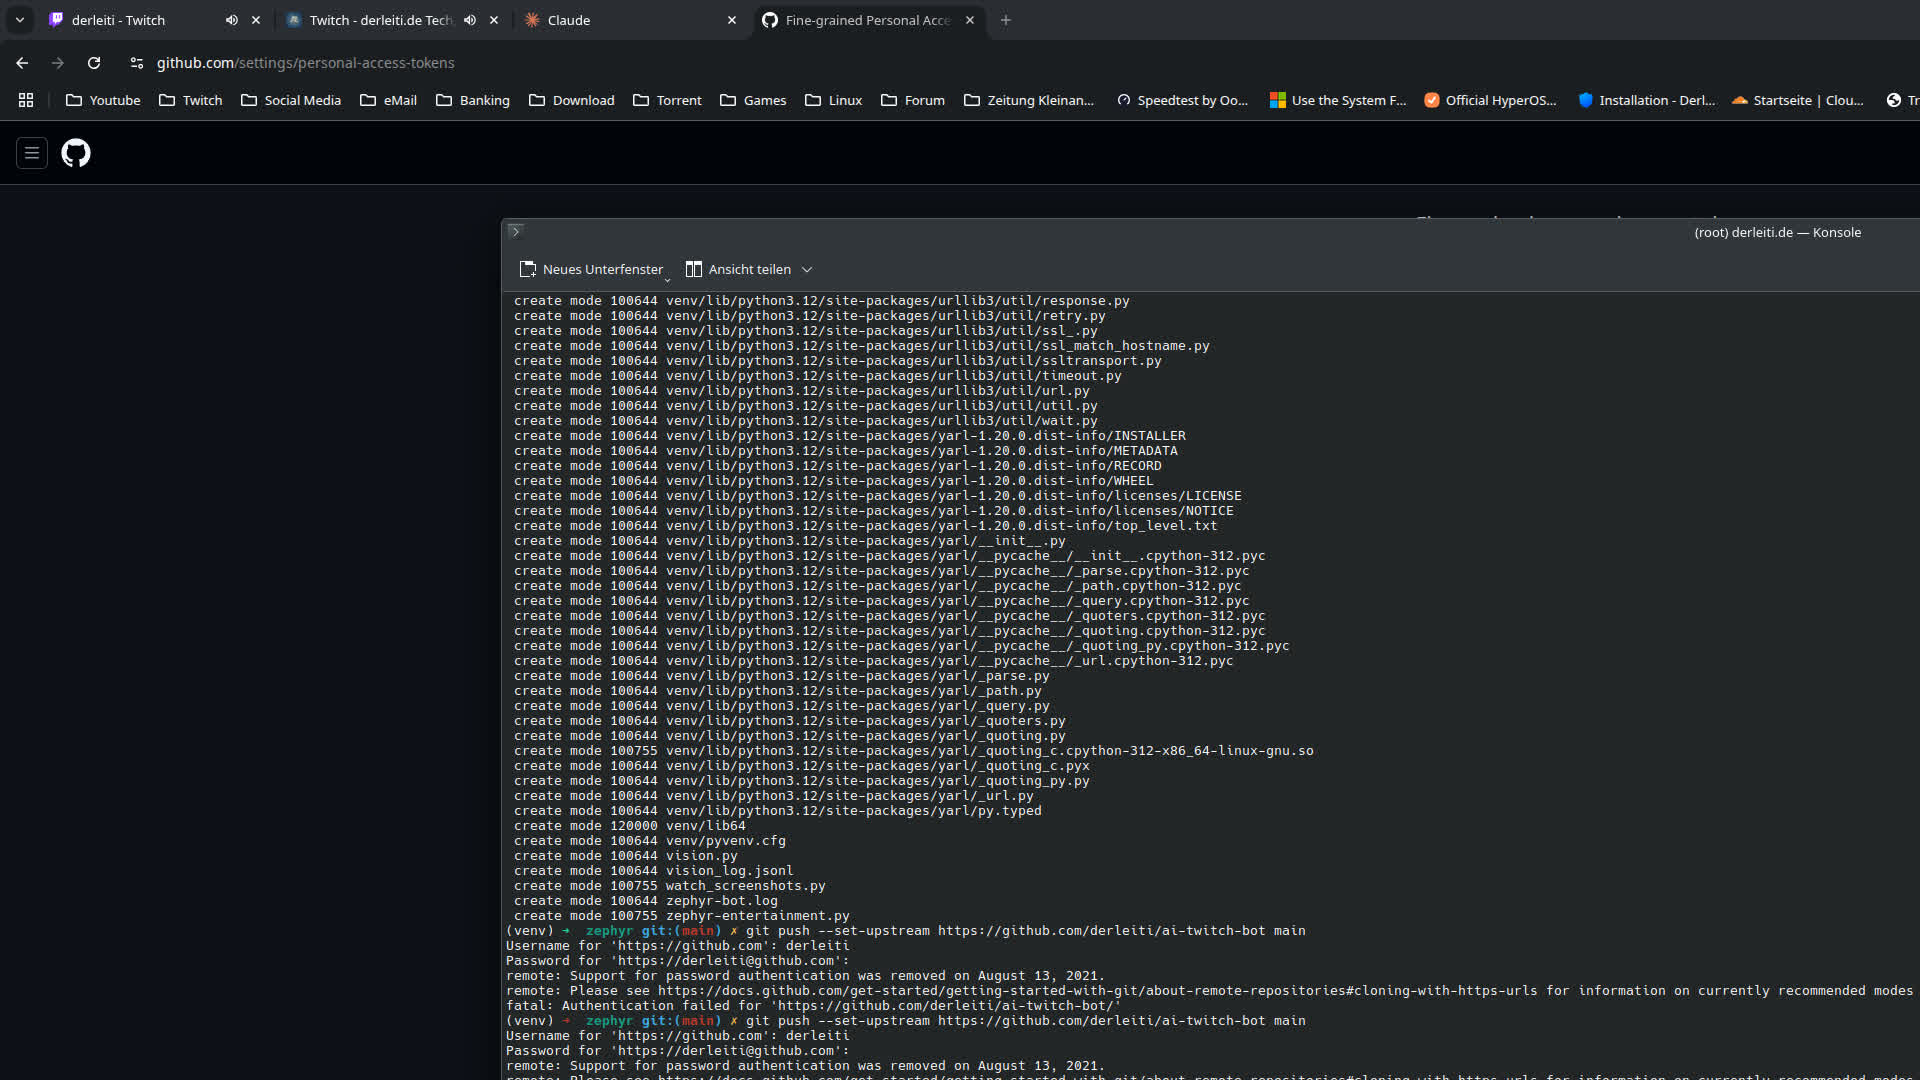 derleiti - Twitch
Twitch - derleiti.de Tech
Claude
Fine-grained Personal Acce
github.com/settings/personal-access-tokens
Youtube
Twitch
Social Media
eMail
Banking
Download
Torrent
Games
Linux
Forum
Zeitung Kleinan...
Speedtest by Oo...
Use the System F...
Official HyperOS...
Installation - Derl...
Startseite | Clou...
Tr
(root) derleiti.de — Konsole
Neues Unterfenster
Ansicht teilen
create mode 100644 venv/lib/python3.12/site-packages/urllib3/util/response.py
create mode 100644 venv/lib/python3.12/site-packages/urllib3/util/retry.py
create mode 100644 venv/lib/python3.12/site-packages/urllib3/util/ssl_.py
create mode 100644 venv/lib/python3.12/site-packages/urllib3/util/ssl_match_hostname.py
create mode 100644 venv/lib/python3.12/site-packages/urllib3/util/ssltransport.py
create mode 100644 venv/lib/python3.12/site-packages/urllib3/util/timeout.py
create mode 100644 venv/lib/python3.12/site-packages/urllib3/util/url.py
create mode 100644 venv/lib/python3.12/site-packages/urllib3/util/util.py
create mode 100644 venv/lib/python3.12/site-packages/urllib3/util/wait.py
create mode 100644 venv/lib/python3.12/site-packages/yarl-1.20.0.dist-info/INSTALLER
create mode 100644 venv/lib/python3.12/site-packages/yarl-1.20.0.dist-info/METADATA
create mode 100644 venv/lib/python3.12/site-packages/yarl-1.20.0.dist-info/RECORD
create mode 100644 venv/lib/python3.12/site-packages/yarl-1.20.0.dist-info/WHEEL
create mode 100644 venv/lib/python3.12/site-packages/yarl-1.20.0.dist-info/licenses/LICENSE
create mode 100644 venv/lib/python3.12/site-packages/yarl-1.20.0.dist-info/licenses/NOTICE
create mode 100644 venv/lib/python3.12/site-packages/yarl-1.20.0.dist-info/top_level.txt
create mode 100644 venv/lib/python3.12/site-packages/yarl/__init__.py
create mode 100644 venv/lib/python3.12/site-packages/yarl/__pycache__/__init__.cpython-312.pyc
create mode 100644 venv/lib/python3.12/site-packages/yarl/__pycache__/_parse.cpython-312.pyc
create mode 100644 venv/lib/python3.12/site-packages/yarl/__pycache__/_path.cpython-312.pyc
create mode 100644 venv/lib/python3.12/site-packages/yarl/__pycache__/_query.cpython-312.pyc
create mode 100644 venv/lib/python3.12/site-packages/yarl/__pycache__/_quoters.cpython-312.pyc
create mode 100644 venv/lib/python3.12/site-packages/yarl/__pycache__/_quoting.cpython-312.pyc
create mode 100644 venv/lib/python3.12/site-packages/yarl/__pycache__/_quoting_py.cpython-312.pyc
create mode 100644 venv/lib/python3.12/site-packages/yarl/__pycache__/_url.cpython-312.pyc
create mode 100644 venv/lib/python3.12/site-packages/yarl/_parse.py
create mode 100644 venv/lib/python3.12/site-packages/yarl/_path.py
create mode 100644 venv/lib/python3.12/site-packages/yarl/_query.py
create mode 100644 venv/lib/python3.12/site-packages/yarl/_quoters.py
create mode 100644 venv/lib/python3.12/site-packages/yarl/_quoting.py
create mode 100755 venv/lib/python3.12/site-packages/yarl/_quoting_c.cpython-312-x86_64-linux-gnu.so
create mode 100644 venv/lib/python3.12/site-packages/yarl/_quoting_c.pyx
create mode 100644 venv/lib/python3.12/site-packages/yarl/_quoting_py.py
create mode 100644 venv/lib/python3.12/site-packages/yarl/_url.py
create mode 100644 venv/lib/python3.12/site-packages/yarl/py.typed
create mode 120000 venv/lib64
create mode 100644 venv/pyvenv.cfg
create mode 100644 vision.py
create mode 100644 vision_log.jsonl
create mode 100755 watch_screenshots.py
create mode 100644 zephyr-bot.log
create mode 100755 zephyr-entertainment.py
(venv) ➜ zephyr git:(main) ✗ git push --set-upstream https://github.com/derleiti/ai-twitch-bot main
Username for 'https://github.com': derleiti
Password for 'https://derleiti@github.com':
remote: Support for password authentication was removed on August 13, 2021.
remote: Please see https://docs.github.com/get-started/getting-started-with-git/about-remote-repositories#cloning-with-https-urls for information on currently recommended modes
fatal: Authentication failed for 'https://github.com/derleiti/ai-twitch-bot/'
(venv) ➜ zephyr git:(main) ✗ git push --set-upstream https://github.com/derleiti/ai-twitch-bot main
Username for 'https://github.com': derleiti
Password for 'https://derleiti@github.com':
remote: Support for password authentication was removed on August 13, 2021.
remote: Please see https://docs.github.com/get-started/getting-started-with-git/about-remote-repositories#cloning-with-https-urls for information on currently recommended modes